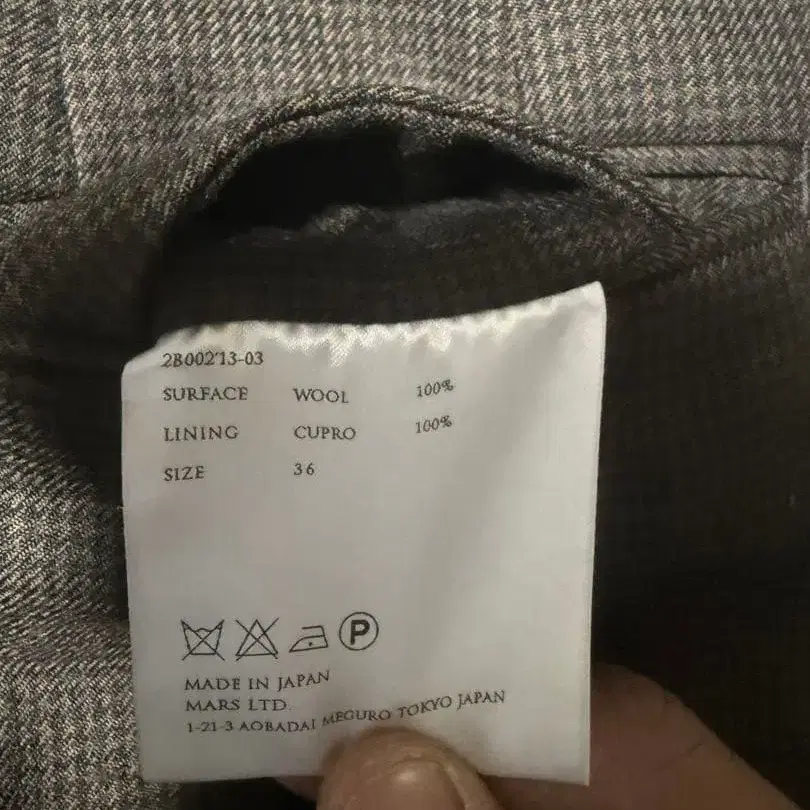 2B00213-03
SURFACE WOOL 100%
LINING CUPRO 100%
SIZE 36
P
MADE IN JAPAN
MARS LTD.
1-21-3 AOBADAI MEGURO TOKYO JAPAN